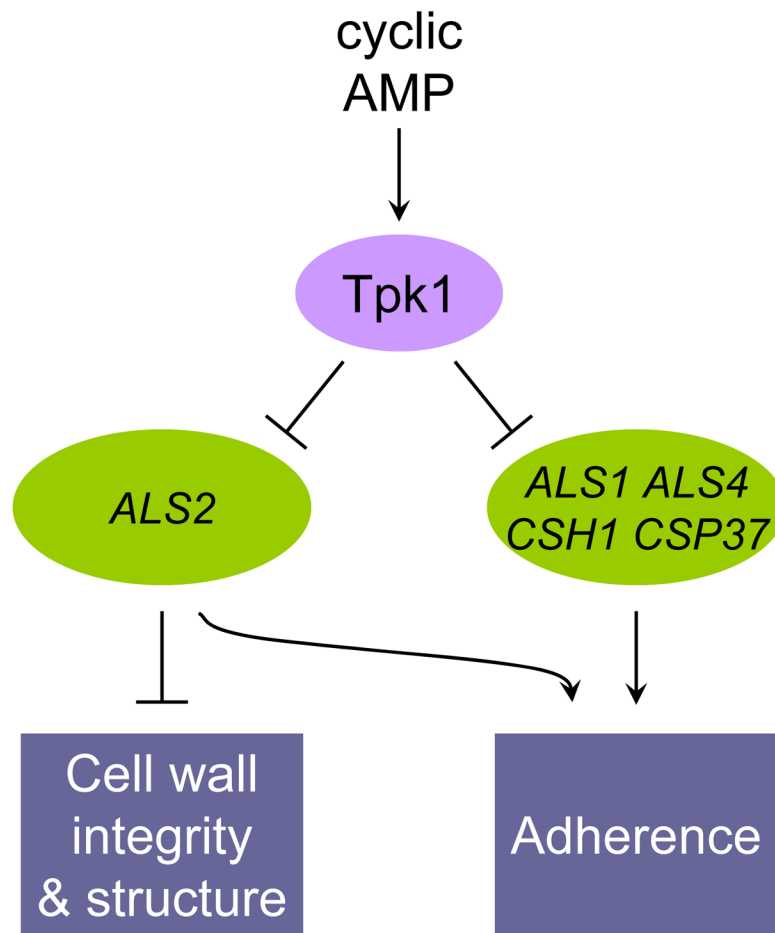 cyclic
AMP
Tpk1
ALS2
ALS1 ALS4
CSH1 CSP37
Cell wall
integrity
& structure
Adherence